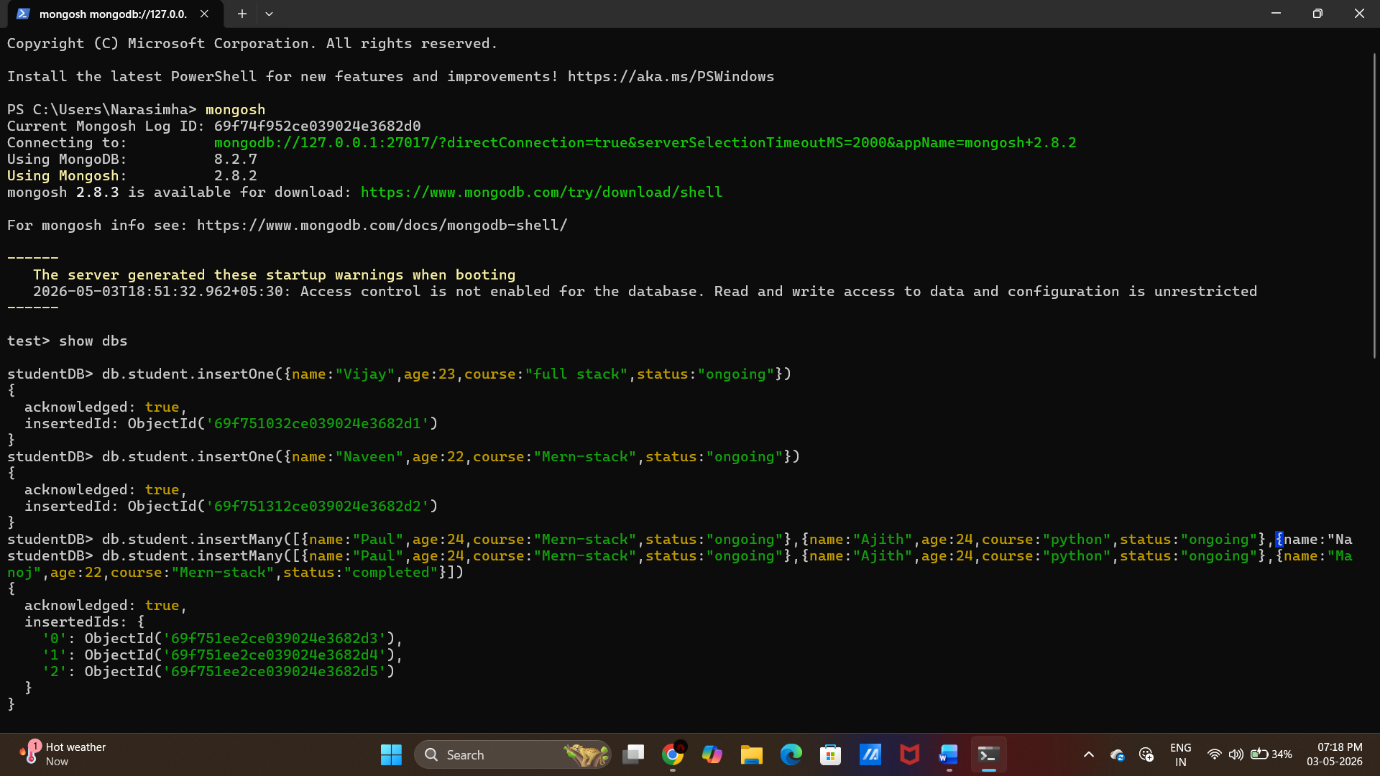 mongosh mongodb://127.0.0.
Copyright (C) Microsoft Corporation. All rights reserved.
Install the latest PowerShell for new features and improvements! https://aka.ms/PSWindows
PS C:\Users\Narasimha> mongosh
Current Mongosh Log ID: 69f74f952ce039024e3682d0
Connecting to:          mongodb://127.0.0.1:27017/?directConnection=true&serverSelectionTimeoutMS=2000&appName=mongosh+2.8.2
Using MongoDB:          8.2.7
Using Mongosh:          2.8.2
mongosh 2.8.3 is available for download: https://www.mongodb.com/try/download/shell
For mongosh info see: https://www.mongodb.com/docs/mongodb-shell/
------
   The server generated these startup warnings when booting
   2026-05-03T18:51:32.962+05:30: Access control is not enabled for the database. Read and write access to data and configuration is unrestricted
------
test> show dbs
studentDB> db.student.insertOne({name:"Vijay",age:23,course:"full stack",status:"ongoing"})
{
  acknowledged: true,
  insertedId: ObjectId('69f751032ce039024e3682d1')
}
studentDB> db.student.insertOne({name:"Naveen",age:22,course:"Mern-stack",status:"ongoing"})
{
  acknowledged: true,
  insertedId: ObjectId('69f751312ce039024e3682d2')
}
studentDB> db.student.insertMany([{name:"Paul",age:24,course:"Mern-stack",status:"ongoing"},{name:"Ajith",age:24,course:"python",status:"ongoing"},{name:"Na
studentDB> db.student.insertMany([{name:"Paul",age:24,course:"Mern-stack",status:"ongoing"},{name:"Ajith",age:24,course:"python",status:"ongoing"},{name:"Ma
noj",age:22,course:"Mern-stack",status:"completed"}])
{
  acknowledged: true,
  insertedIds: {
    '0': ObjectId('69f751ee2ce039024e3682d3'),
    '1': ObjectId('69f751ee2ce039024e3682d4'),
    '2': ObjectId('69f751ee2ce039024e3682d5')
  }
}
1
Hot weather
Now
Search
ENG
IN
34%
07:18 PM
03-05-2026